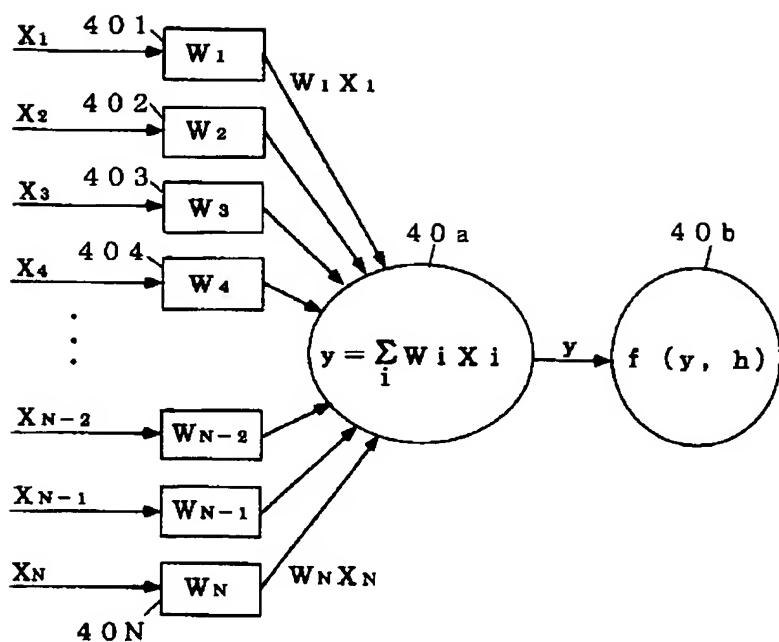 401
X1
W1
W1X1
402
X2
W2
403
X3
W3
404
X4
W4
40a
40b
y=∑WiXi
i
y
f (y, h)
XN-2
WN-2
XN-1
WN-1
XN
WN
WNXN
40N